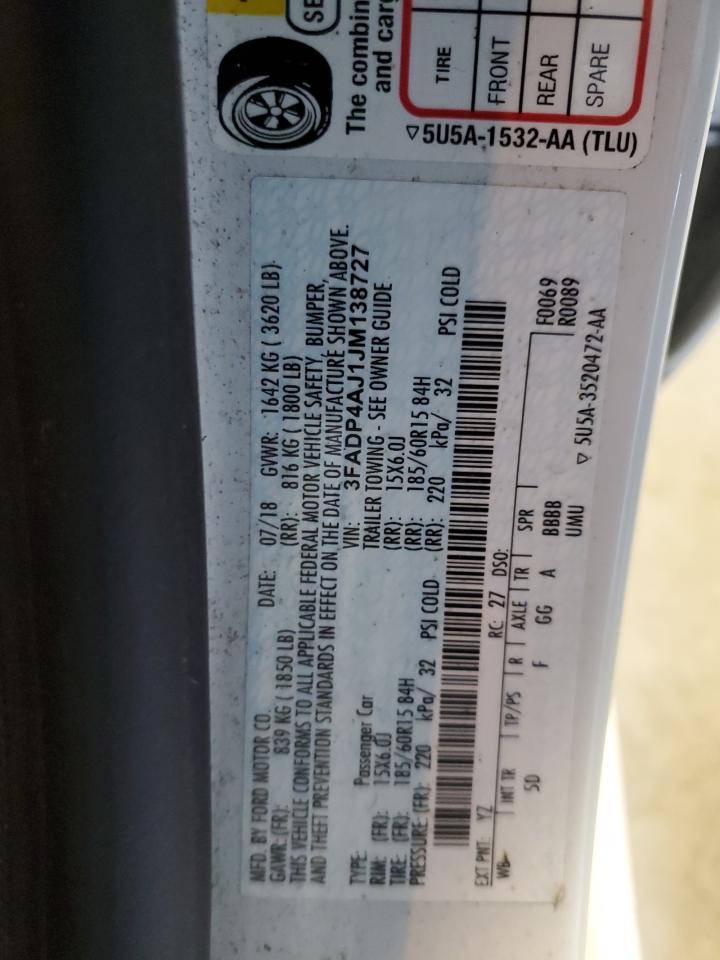 SE
The combin
and carg
TIRE
FRONT
REAR
SPARE
▽5U5A-1532-AA (TLU)
MFD. BY FORD MOTOR CO. DATE: 07/18 GVWR: 1642 KG ( 3620 LB)
GAWR: (FR): 839 KG ( 1850 LB) (RR): 816 KG ( 1800 LB)
THIS VEHICLE CONFORMS TO ALL APPLICABLE FEDERAL MOTOR VEHICLE SAFETY, BUMPER,
AND THEFT PREVENTION STANDARDS IN EFFECT ON THE DATE OF MANUFACTURE SHOWN ABOVE.
VIN: 3FADP4AJ1JM138727
TYPE: Passenger Car TRAILER TOWING - SEE OWNER GUIDE
RIM: (FR): 15X6.0J (RR): 15X6.0J
TIRE: (FR): 185/60R15 84H (RR): 185/60R15 84H
PRESSURE (FR): 220 kPa/ 32 PSI COLD (RR): 220 kPa/ 32 PSI COLD
EXT PNT: YZ RC: 27 DSO: F0069
WB INT TR TP/PS R AXLE TR SPR R0089
5D F GG A BBBB
UMU
▽ 5U5A-3520472-AA